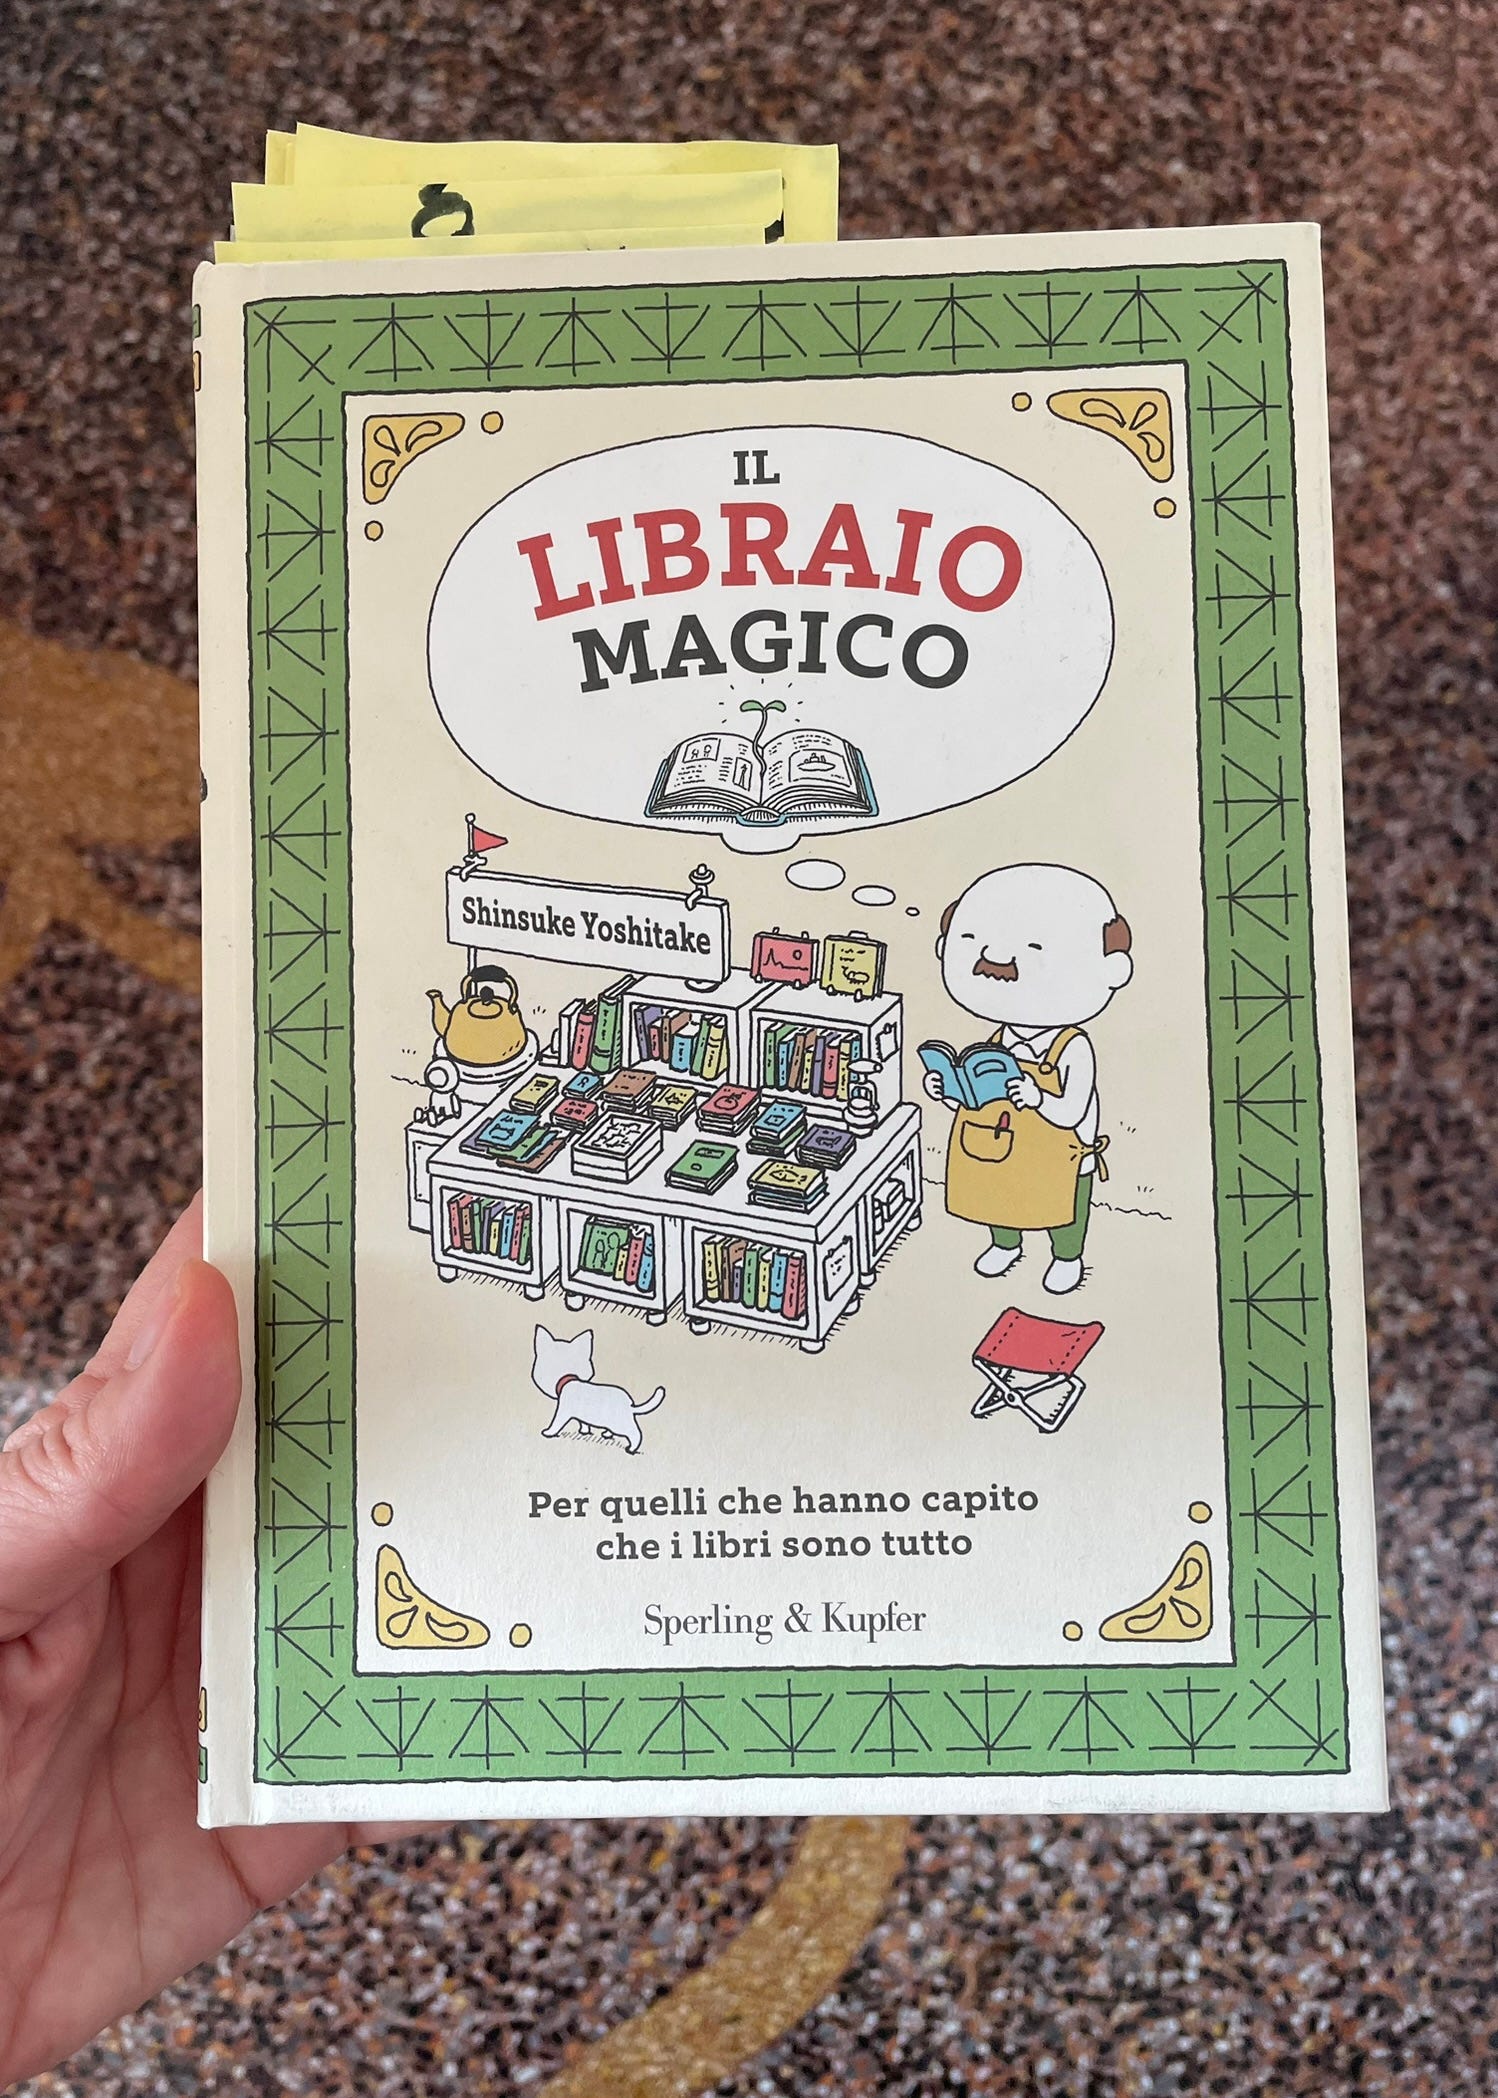 IL
LIBRAIO
MAGICO
Shinsuke Yoshitake
Per quelli che hanno capito
che i libri sono tutto
Sperling & Kupfer